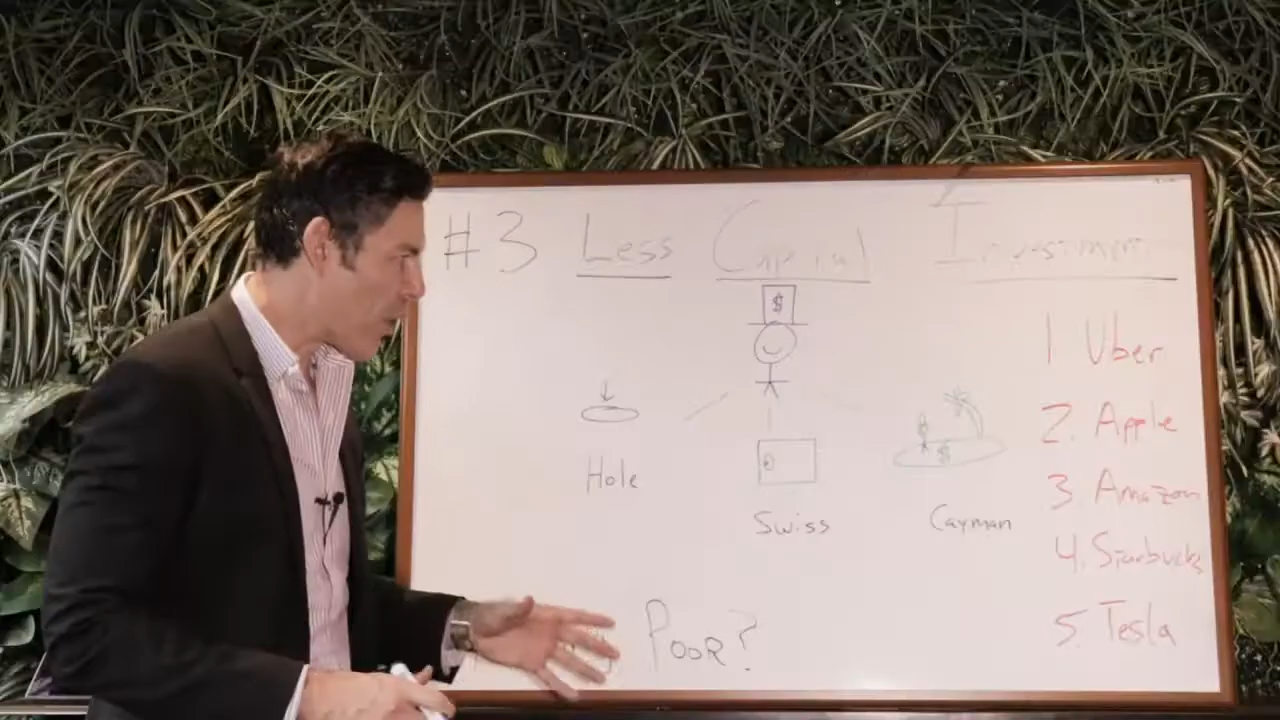 #3 Less Capital Investment
$
Hole
Swiss
$
Cayman
1 Uber
2. Apple
3. Amazon
4. Starbucks
5. Tesla
Poor?